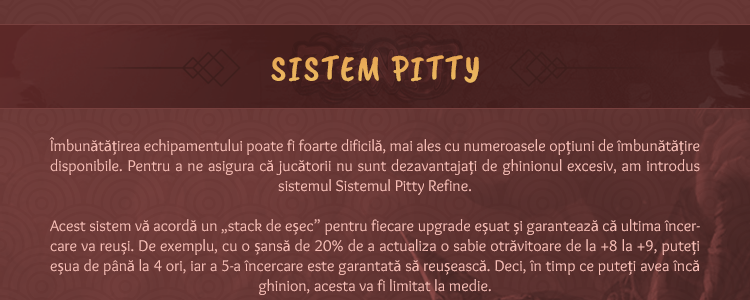 SISTEM PITTY
Îmbunătățirea echipamentului poate fi foarte dificilă, mai ales cu numeroasele opțiuni de îmbunătățire
disponibile. Pentru a ne asigura că jucătorii nu sunt dezavantajați de ghinionul excesiv, am introdus
sistemul Sistemul Pitty Refine.
Acest sistem vă acordă un „stack de eșec” pentru fiecare upgrade eșuat și garantează că ultima încer-
care va reuși. De exemplu, cu o șansă de 20% de a actualiza o sabie otrăvitoare de la +8 la +9, puteți
eșua de până la 4 ori, iar a 5-a încercare este garantată să reușească. Deci, în timp ce puteți avea încă
ghinion, acesta va fi limitat la medie.